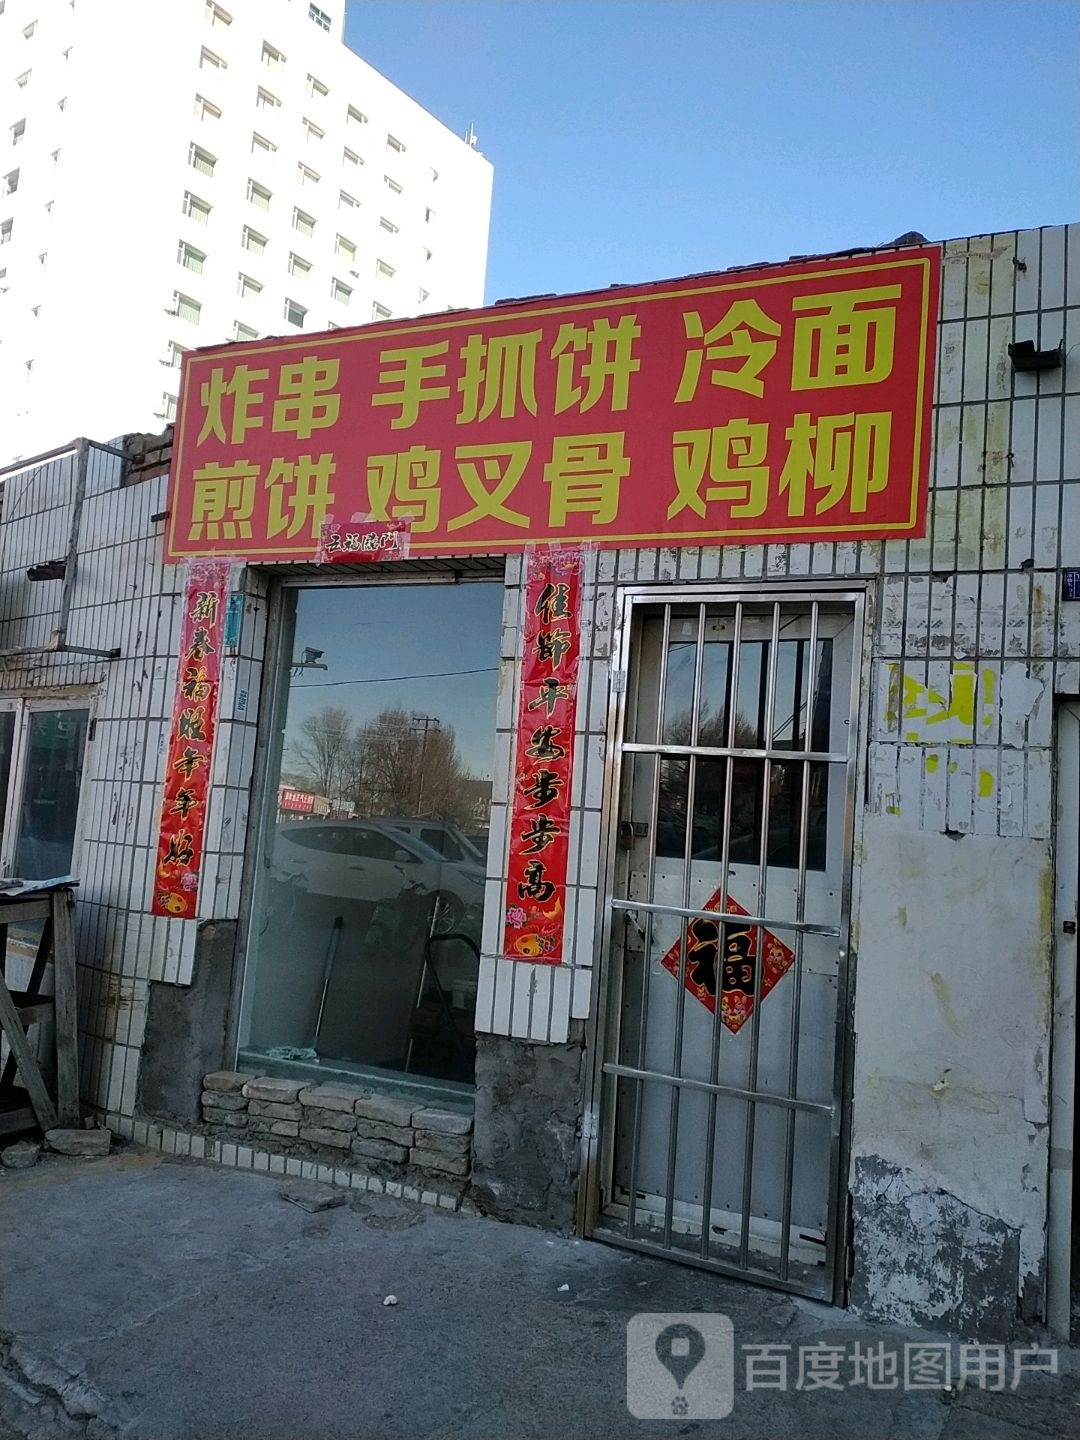 炸串 手抓饼 冷面
煎饼 鸡叉骨 鸡柳
五福临门
新春福旺年年好
佳节平安步步高
福
百度地图用户